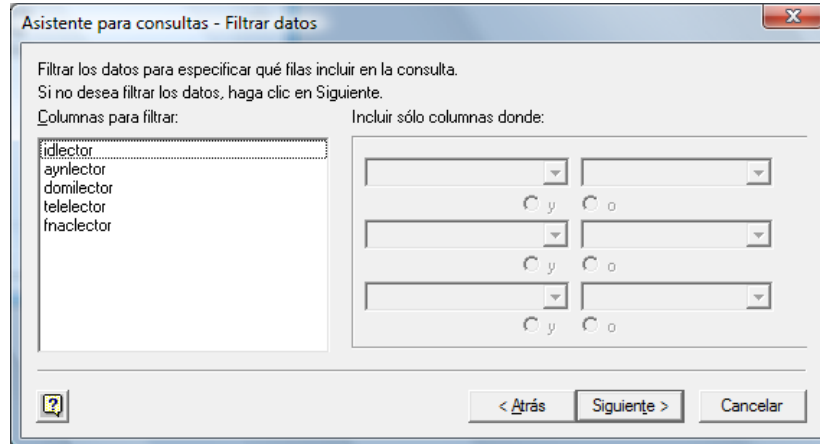 Asistente para consultas - Filtrar datos
Filtrar los datos para especificar qué filas incluir en la consulta.
Si no desea filtrar los datos, haga clic en Siguiente.
Columnas para filtrar:
Incluir sólo columnas donde:
idlector
aynlector
domilector
telelector
fnaclector
y o
y o
y o
< Atrás Siguiente > Cancelar